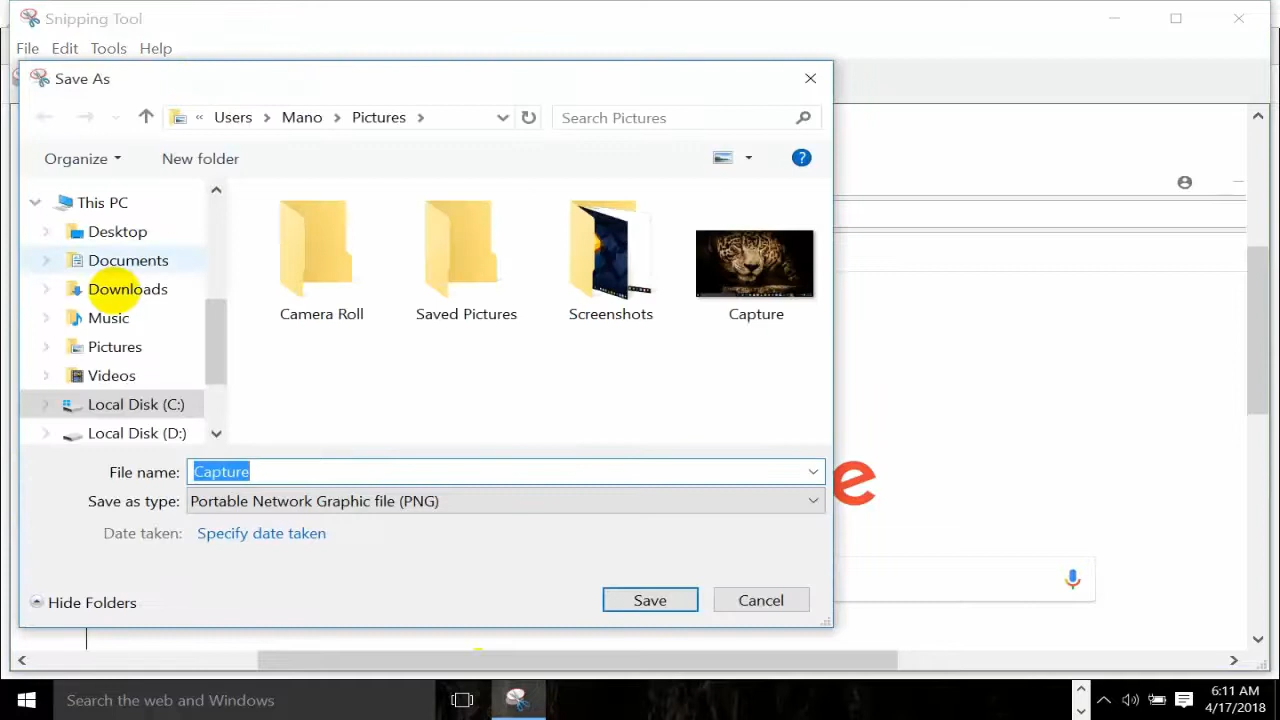 Snipping Tool
File Edit Tools Help
Save As
« Users Mano Pictures
Search Pictures
Organize New folder
This PC
Desktop
Documents
Downloads
Music
Pictures
Videos
Local Disk (C:)
Local Disk (D:)
Camera Roll Saved Pictures Screenshots Capture
File name: Capture
Save as type: Portable Network Graphic file (PNG)
Date taken: Specify date taken
Hide Folders
Save Cancel
e
Search the web and Windows
6:11 AM
4/17/2018